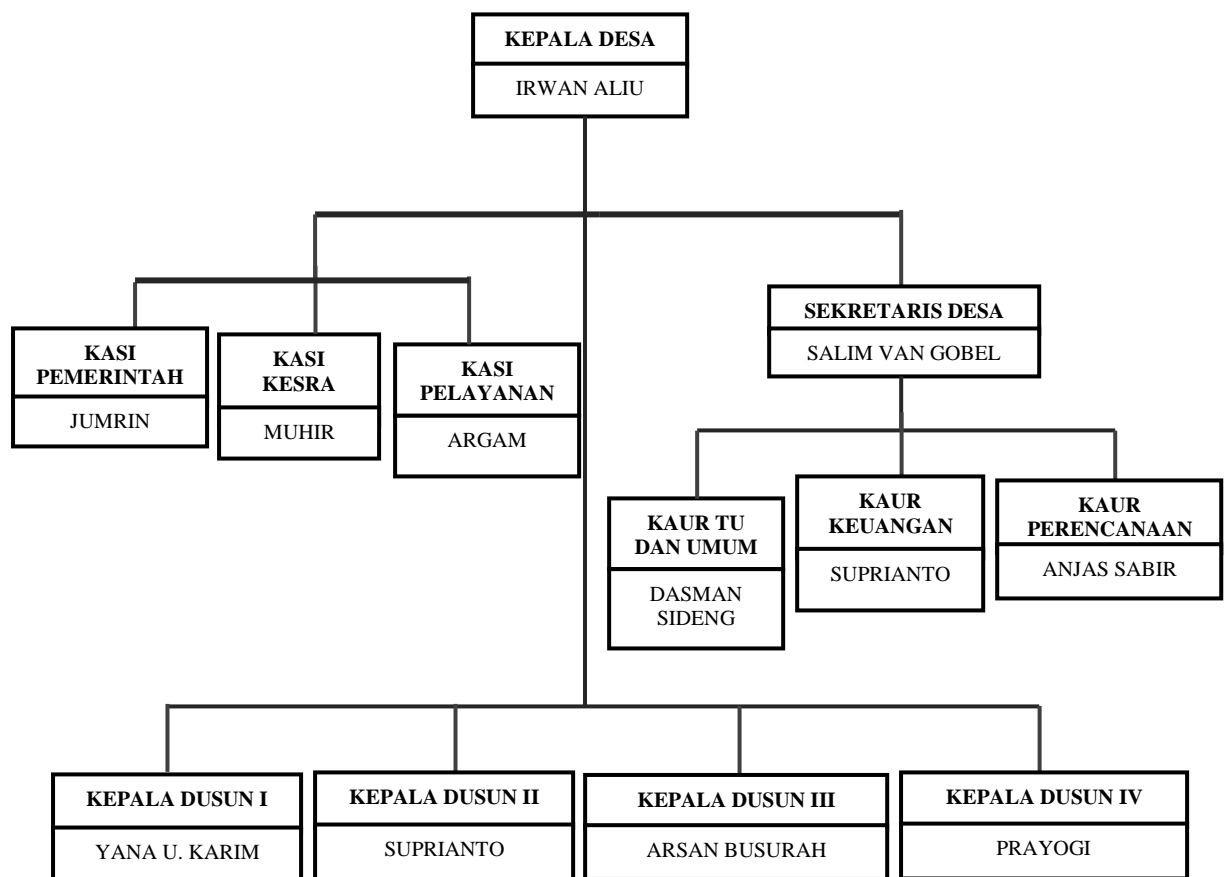 KEPALA DESA
IRWAN ALIU
SEKRETARIS DESA
SALIM VAN GOBEL
KASI
PEMERINTAH
JUMRIN
KASI
KESRA
MUHIR
KASI
PELAYANAN
ARGAM
KAUR TU
DAN UMUM
DASMAN
SIDENG
KAUR
KEUANGAN
SUPRIANTO
KAUR
PERENCANAAN
ANJAS SABIR
KEPALA DUSUN I
YANA U. KARIM
KEPALA DUSUN II
SUPRIANTO
KEPALA DUSUN III
ARSAN BUSURAH
KEPALA DUSUN IV
PRAYOGI